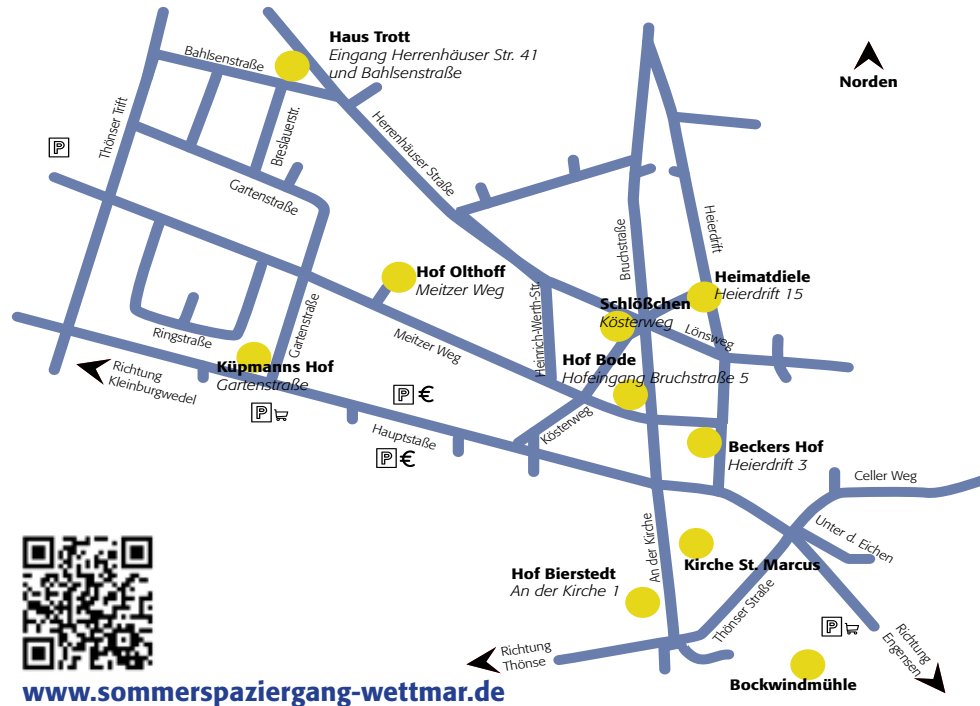 Haus Trott
Eingang Herrenhäuser Str. 41
und Bahlsenstraße
Norden
Bahlsenstraße
Thönser Trift
Breslauerstr.
Herrenhäuser Straße
P
Gartenstraße
Bruchstraße
Heierdrift
Hof Olthoff
Meitzer Weg
Heimatdiele
Heierdrift 15
Schlößchen
Kösterweg
Heinrich-Werth-Str.
Lönsweg
Ringstraße
Gartenstraße
Meitzer Weg
Hof Bode
Hofeingang Bruchstraße 5
Küpmanns Hof
Gartenstraße
Richtung
Kleinburgwedel
P
P €
Hauptstaße
P €
Kösterweg
Beckers Hof
Heierdrift 3
Celler Weg
Unter d. Eichen
An der Kirche
Kirche St. Marcus
Hof Bierstedt
An der Kirche 1
Thönser Straße
P
Richtung
Thönse
Richtung
Engensen
Bockwindmühle
www.sommerspaziergang-wettmar.de